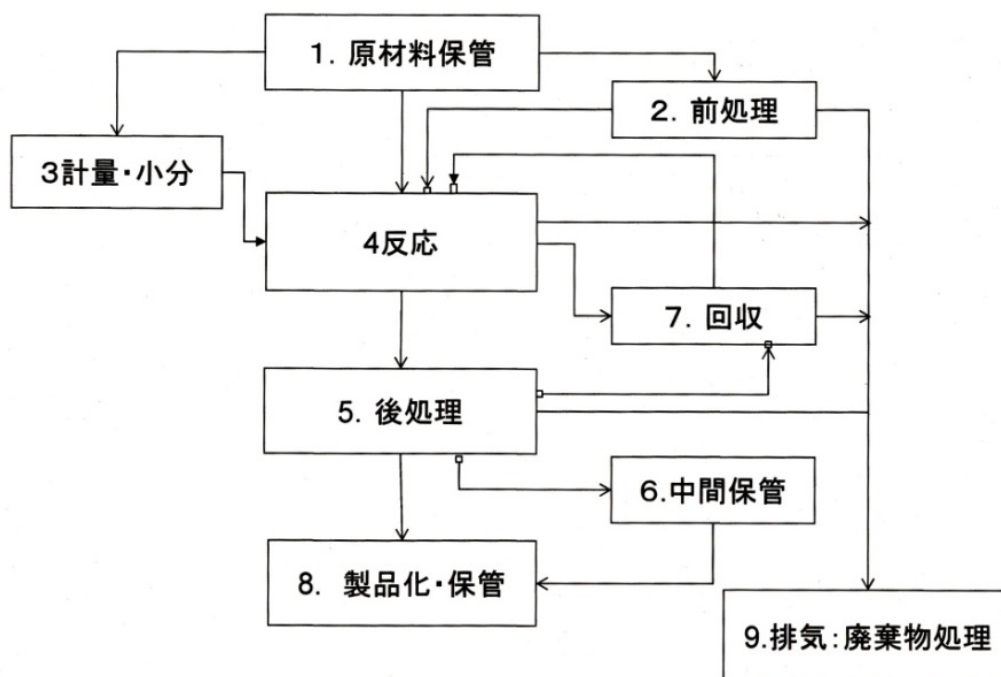 1. 原材料保管
2. 前処理
3計量・小分
4反応
7. 回収
5. 後処理
6.中間保管
8. 製品化・保管
9.排気：廃棄物処理